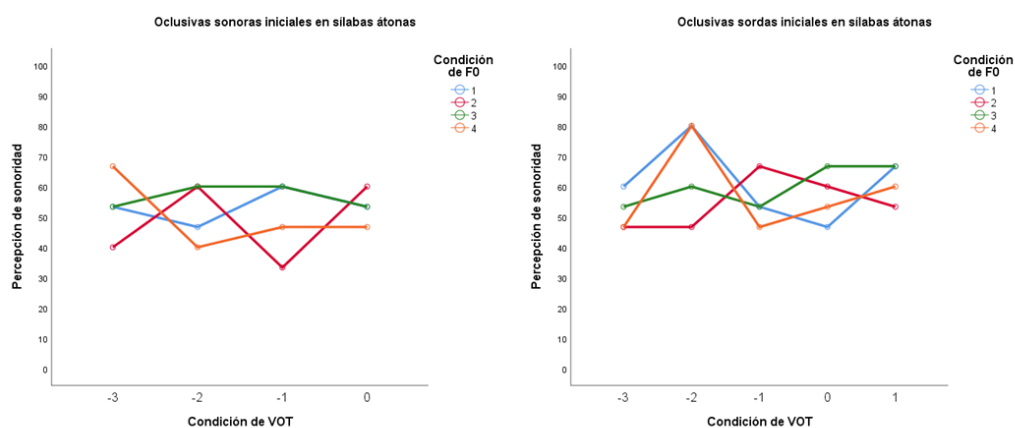 Oclusivas sonoras iniciales en sílabas átonas
Condición
de F0
1
2
3
4
100
90
80
70
60
50
40
30
20
10
0
Percepción de sonoridad
-3 -2 -1 0
Condición de VOT
Oclusivas sordas iniciales en sílabas átonas
Condición
de F0
1
2
3
4
100
90
80
70
60
50
40
30
20
10
0
Percepción de sonoridad
-3 -2 -1 0 1
Condición de VOT